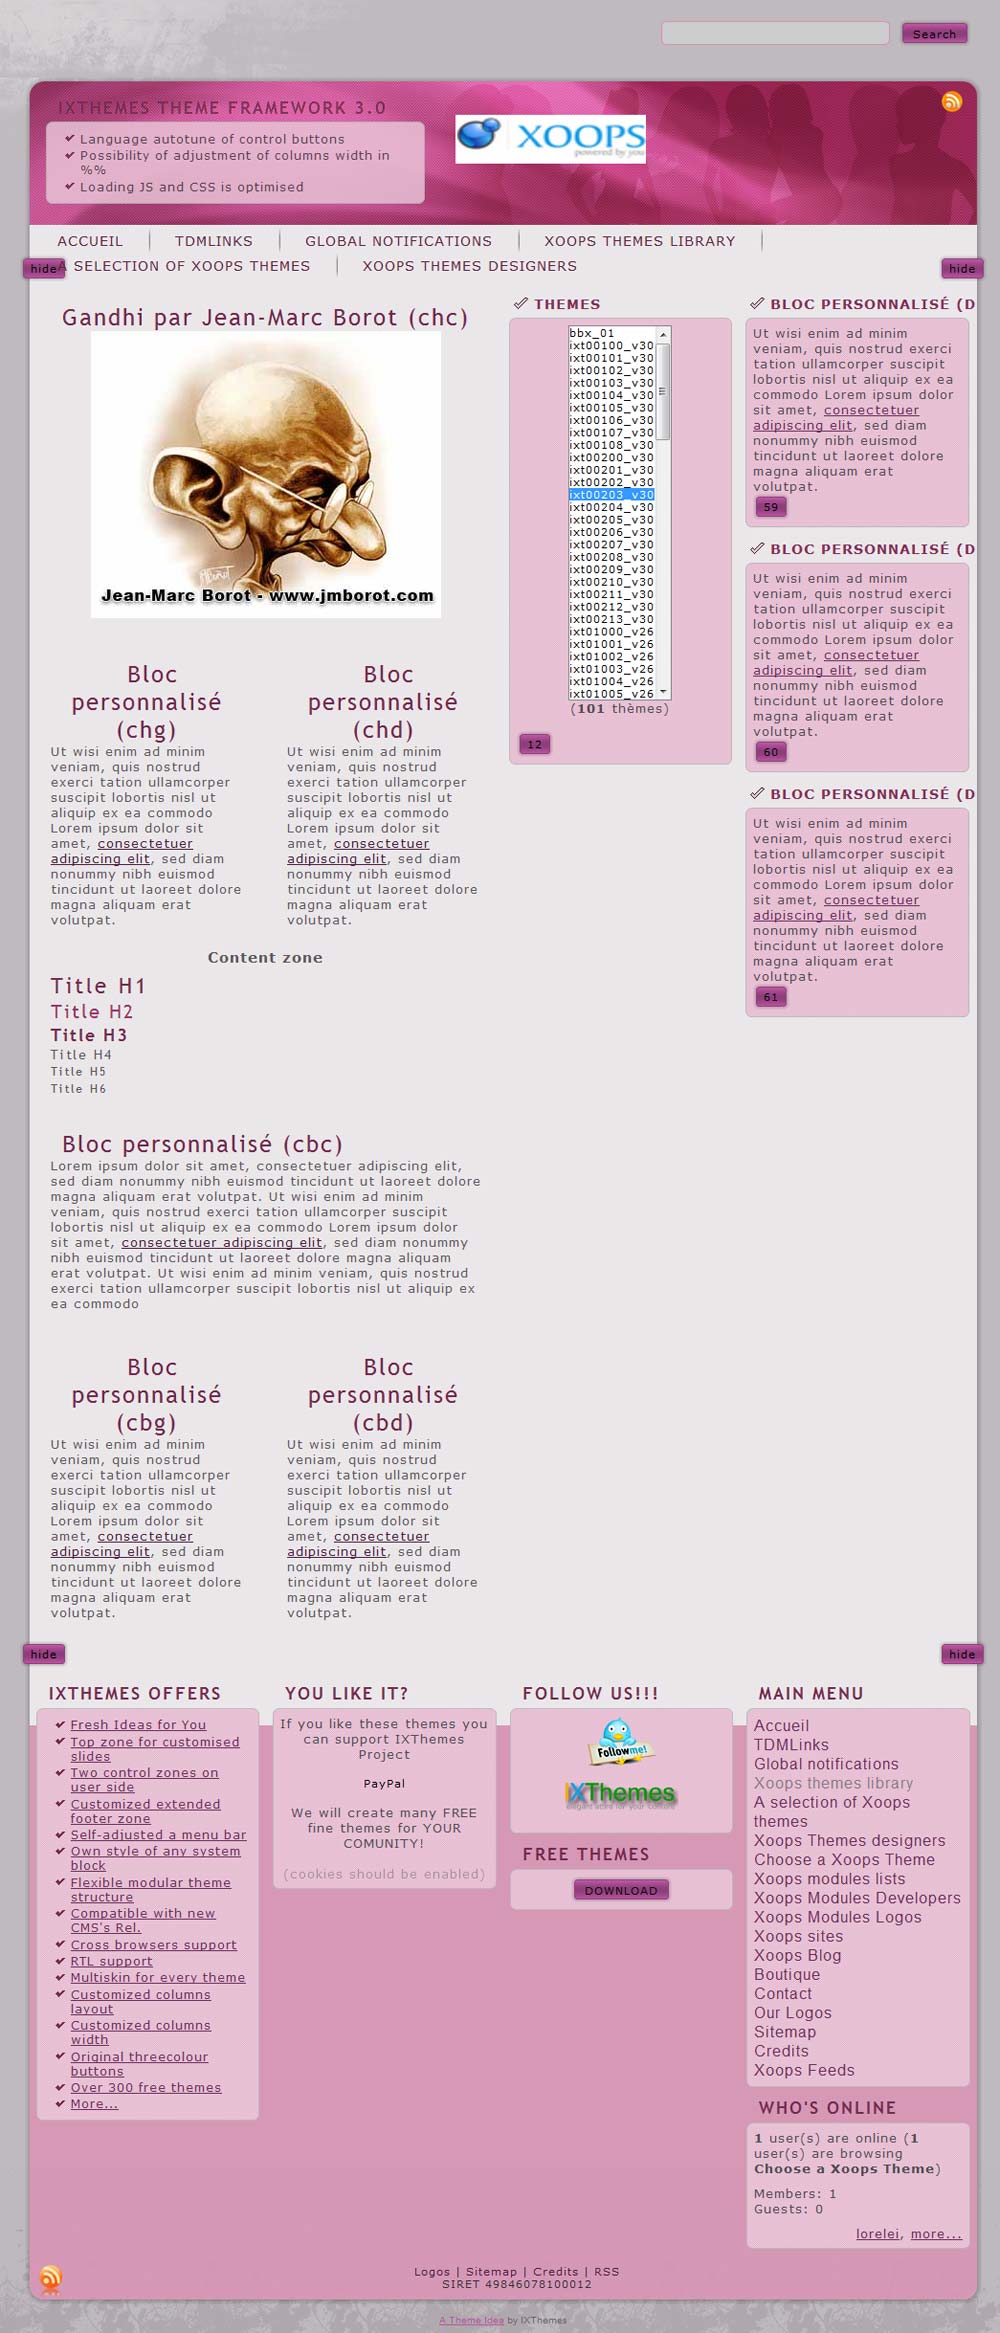 Search
IXTHEMES THEME FRAMEWORK 3.0
Language autotune of control buttons
Possibility of adjustment of columns width in
%%
Loading JS and CSS is optimised
XOOPS
powered by you
ACCUEIL
TDMLINKS
GLOBAL NOTIFICATIONS
XOOPS THEMES LIBRARY
hide
A SELECTION OF XOOPS THEMES
XOOPS THEMES DESIGNERS
hide
Gandhi par Jean-Marc Borot (chc)
Jean-Marc Borot - www.jmborot.com
Bloc
personnalisé
(chg)
Ut wisi enim ad minim
veniam, quis nostrud
exerci tation ullamcorper
suscipit lobortis nisl ut
aliquip ex ea commodo
Lorem ipsum dolor sit
amet, consectetuer
adipiscing elit, sed diam
nonummy nibh euismod
tincidunt ut laoreet dolore
magna aliquam erat
volutpat.
Bloc
personnalisé
(chd)
Ut wisi enim ad minim
veniam, quis nostrud
exerci tation ullamcorper
suscipit lobortis nisl ut
aliquip ex ea commodo
Lorem ipsum dolor sit
amet, consectetuer
adipiscing elit, sed diam
nonummy nibh euismod
tincidunt ut laoreet dolore
magna aliquam erat
volutpat.
Content zone
Title H1
Title H2
Title H3
Title H4
Title H5
Title H6
Bloc personnalisé (cbc)
Lorem ipsum dolor sit amet, consectetuer adipiscing elit,
sed diam nonummy nibh euismod tincidunt ut laoreet dolore
magna aliquam erat volutpat. Ut wisi enim ad minim
veniam, quis nostrud exerci tation ullamcorper suscipit
lobortis nisl ut aliquip ex ea commodo Lorem ipsum dolor
sit amet, consectetuer adipiscing elit, sed diam nonummy
nibh euismod tincidunt ut laoreet dolore magna aliquam
erat volutpat. Ut wisi enim ad minim veniam, quis nostrud
exerci tation ullamcorper suscipit lobortis nisl ut aliquip ex
ea commodo
Bloc
personnalisé
(cbg)
Ut wisi enim ad minim
veniam, quis nostrud
exerci tation ullamcorper
suscipit lobortis nisl ut
aliquip ex ea commodo
Lorem ipsum dolor sit
amet, consectetuer
adipiscing elit, sed diam
nonummy nibh euismod
tincidunt ut laoreet dolore
magna aliquam erat
volutpat.
Bloc
personnalisé
(cbd)
Ut wisi enim ad minim
veniam, quis nostrud
exerci tation ullamcorper
suscipit lobortis nisl ut
aliquip ex ea commodo
Lorem ipsum dolor sit
amet, consectetuer
adipiscing elit, sed diam
nonummy nibh euismod
tincidunt ut laoreet dolore
magna aliquam erat
volutpat.
THEMES
bbx_01
ixt00100_v30
ixt00101_v30
ixt00102_v30
ixt00103_v30
ixt00104_v30
ixt00105_v30
ixt00106_v30
ixt00107_v30
ixt00108_v30
ixt00200_v30
ixt00201_v30
ixt00202_v30
ixt00203_v30
ixt00204_v30
ixt00205_v30
ixt00206_v30
ixt00207_v30
ixt00208_v30
ixt00209_v30
ixt00210_v30
ixt00211_v30
ixt00212_v30
ixt00213_v30
ixt01000_v26
ixt01001_v26
ixt01002_v26
ixt01003_v26
ixt01004_v26
ixt01005_v26
(101 thèmes)
12
BLOC PERSONNALISÉ (D
Ut wisi enim ad minim
veniam, quis nostrud exerci
tation ullamcorper suscipit
lobortis nisl ut aliquip ex ea
commodo Lorem ipsum dolor
sit amet, consectetuer
adipiscing elit, sed diam
nonummy nibh euismod
tincidunt ut laoreet dolore
magna aliquam erat
volutpat.
59
BLOC PERSONNALISÉ (D
Ut wisi enim ad minim
veniam, quis nostrud exerci
tation ullamcorper suscipit
lobortis nisl ut aliquip ex ea
commodo Lorem ipsum dolor
sit amet, consectetuer
adipiscing elit, sed diam
nonummy nibh euismod
tincidunt ut laoreet dolore
magna aliquam erat
volutpat.
60
BLOC PERSONNALISÉ (D
Ut wisi enim ad minim
veniam, quis nostrud exerci
tation ullamcorper suscipit
lobortis nisl ut aliquip ex ea
commodo Lorem ipsum dolor
sit amet, consectetuer
adipiscing elit, sed diam
nonummy nibh euismod
tincidunt ut laoreet dolore
magna aliquam erat
volutpat.
61
hide
hide
IXTHEMES OFFERS
Fresh Ideas for You
Top zone for customised
slides
Two control zones on
user side
Customized extended
footer zone
Self-adjusted a menu bar
Own style of any system
block
Flexible modular theme
structure
Compatible with new
CMS's Rel.
Cross browsers support
RTL support
Multiskin for every theme
Customized columns
layout
Customized columns
width
Original threecolour
buttons
Over 300 free themes
More...
YOU LIKE IT?
If you like these themes you
can support IXThemes
Project
PayPal
We will create many FREE
fine themes for YOUR
COMUNITY!
(cookies should be enabled)
FOLLOW US!!!
Followme!
IXThemes
elegant store for your content
FREE THEMES
DOWNLOAD
MAIN MENU
Accueil
TDMLinks
Global notifications
Xoops themes library
A selection of Xoops
themes
Xoops Themes designers
Choose a Xoops Theme
Xoops modules lists
Xoops Modules Developers
Xoops Modules Logos
Xoops sites
Xoops Blog
Boutique
Contact
Our Logos
Sitemap
Credits
Xoops Feeds
WHO'S ONLINE
1 user(s) are online (1
user(s) are browsing
Choose a Xoops Theme)
Members: 1
Guests: 0
lorelei, more...
Logos | Sitemap | Credits | RSS
SIRET 49846078100012
A Theme Idea by IXThemes